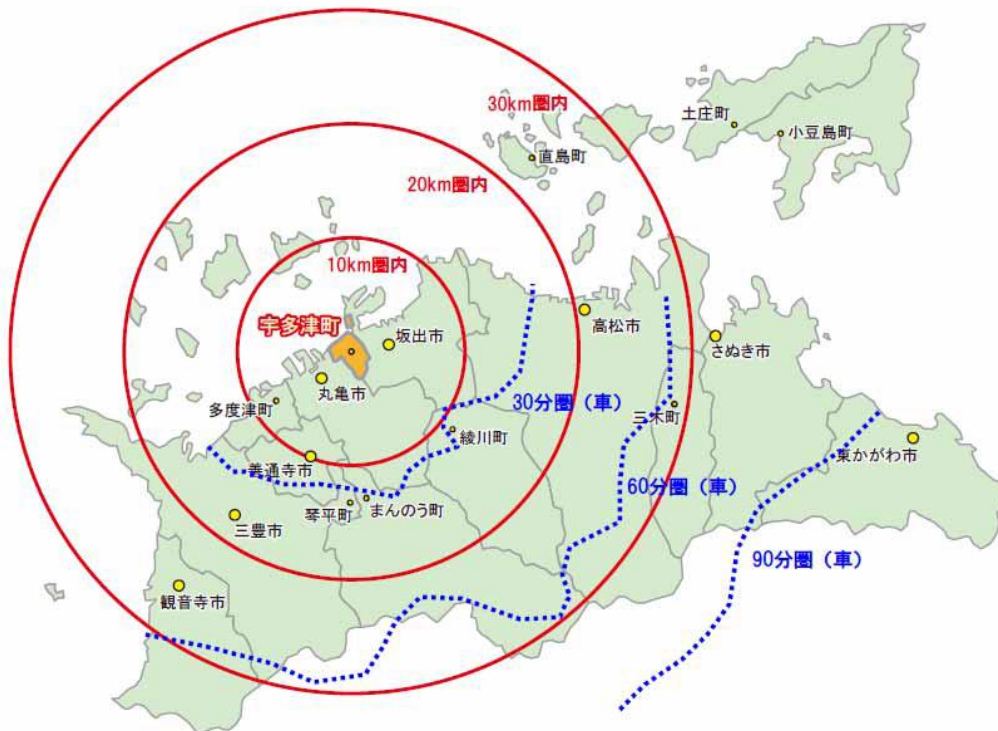 30km圏内
土庄町
小豆島町
直島町
20km圏内
10km圏内
宇多津町
坂出市
高松市
さぬき市
丸亀市
多度津町
30分圏（車）
三木町
綾川町
東かがわ市
善通寺市
60分圏（車）
琴平町
まんのう町
三豊市
90分圏（車）
観音寺市